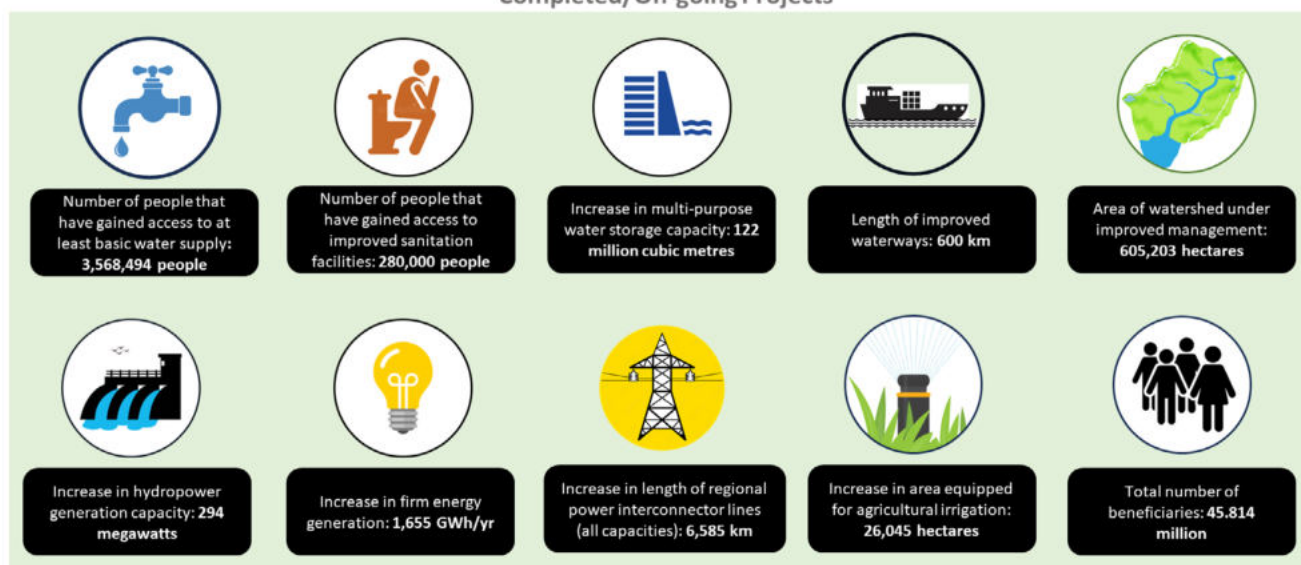 Completed/On-going Projects
Number of people that
have gained access to at
least basic water supply:
3,568,494 people
Number of people that
have gained access to
improved sanitation
facilities: 280,000 people
Increase in multi-purpose
water storage capacity: 122
million cubic metres
Length of improved
waterways: 600 km
Area of watershed under
improved management:
605,203 hectares
Increase in hydropower
generation capacity: 294
megawatts
Increase in firm energy
generation: 1,655 GWh/yr
Increase in length of regional
power interconnector lines
(all capacities): 6,585 km
Increase in area equipped
for agricultural irrigation:
26,045 hectares
Total number of
beneficiaries: 45.814
million